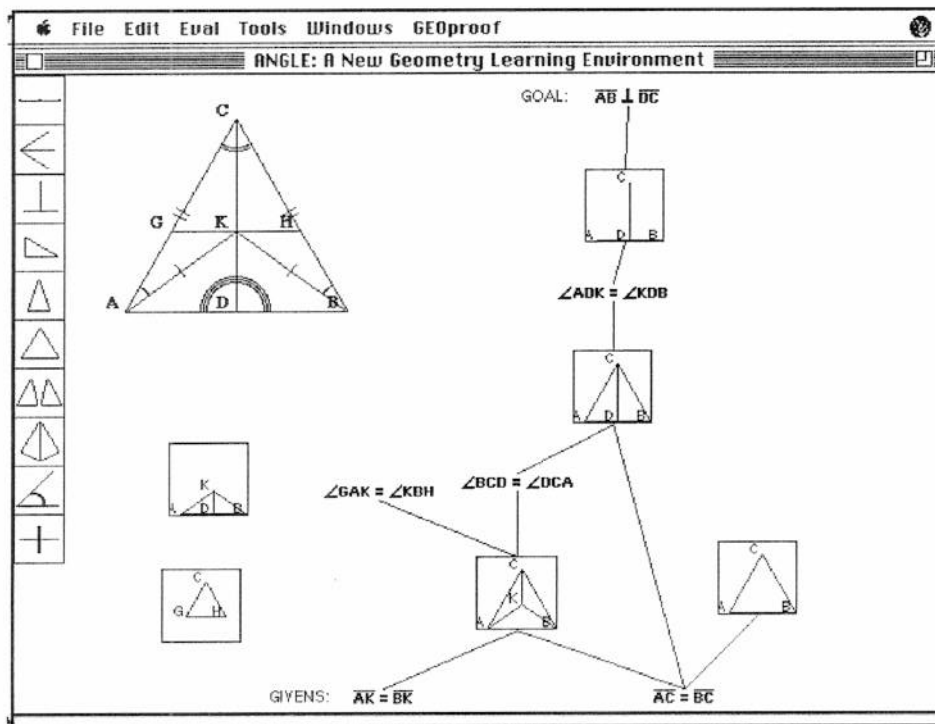 File Edit Eval Tools Windows GEOproof
ANGLE: A New Geometry Learning Environment
GOAL: AB ⊥ DC
C
A D B
∠ADK = ∠KDB
C
A D B
C
G K H
A D B
K
A D B
∠GAK = ∠KBH
∠BCD = ∠DCA
C
K
A B
C
A B
C
G H
GIVENS: AK = BK
AC = BC